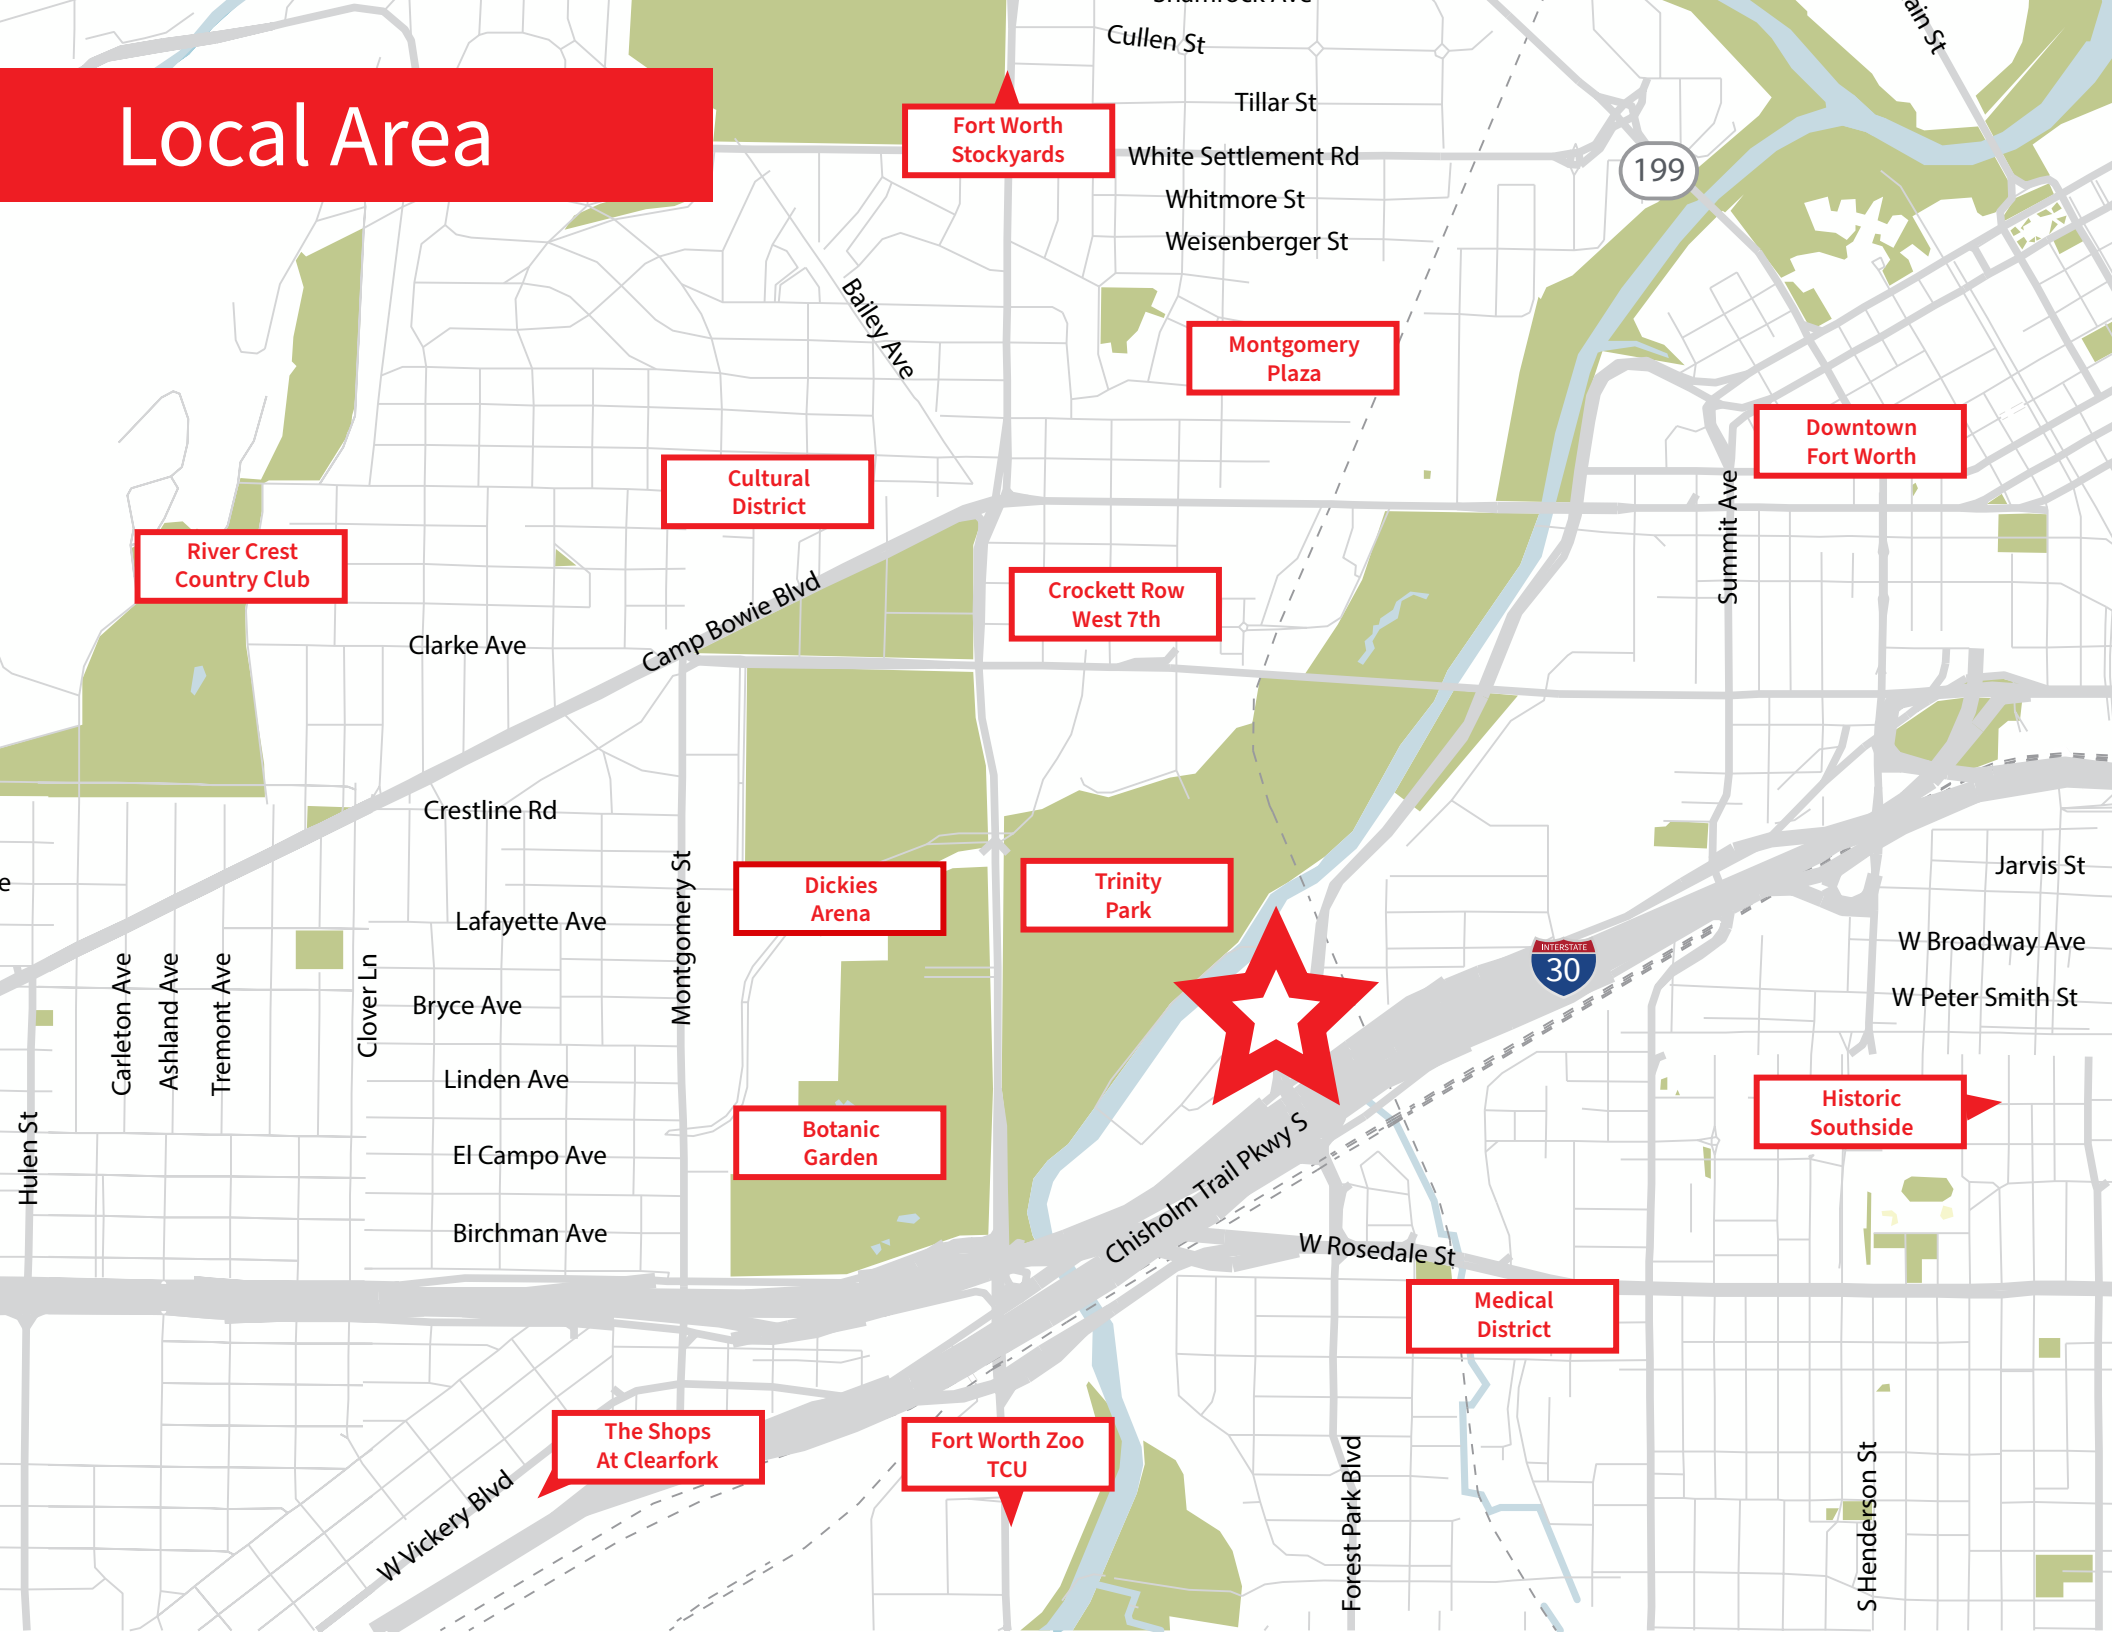 Cullen St
Local Area
Tillar St
Fort Worth
Stockyards
White Settlement Rd
199
Whitmore St
Weisenberger St
Bailey Ave
Montgomery
Plaza
Downtown
Fort Worth
Cultural
District
Summit Ave
River Crest
Country Club
Crockett Row
West 7th
Camp Bowie Blvd
Clarke Ave
Crestline Rd
Montgomery St
Dickies
Arena
Trinity
Park
Jarvis St
Lafayette Ave
W Broadway Ave
INTERSTATE
30
Carleton Ave
Ashland Ave
Tremont Ave
Clover Ln
Bryce Ave
W Peter Smith St
Linden Ave
Historic
Southside
Hulen St
El Campo Ave
Botanic
Garden
Chisholm Trail Pkwy S
Birchman Ave
W Rosedale St
Medical
District
The Shops
At Clearfork
Fort Worth Zoo
TCU
W Vickery Blvd
Forest Park Blvd
S Henderson St